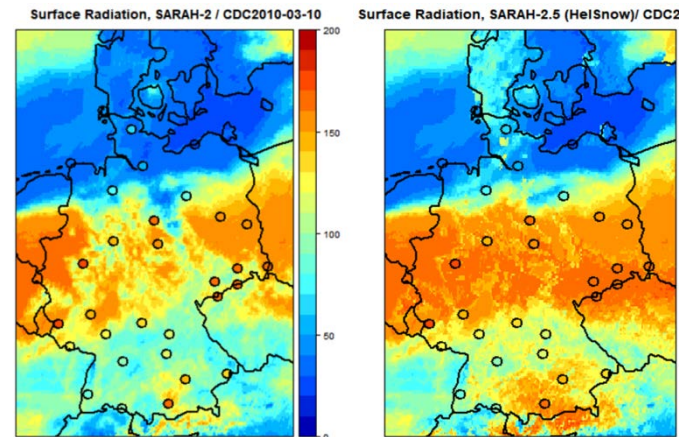 Surface Radiation, SARAH-2 / CDC2010-03-10
Surface Radiation, SARAH-2.5 (HelSnow)/ CDC2
200
150
100
50
0